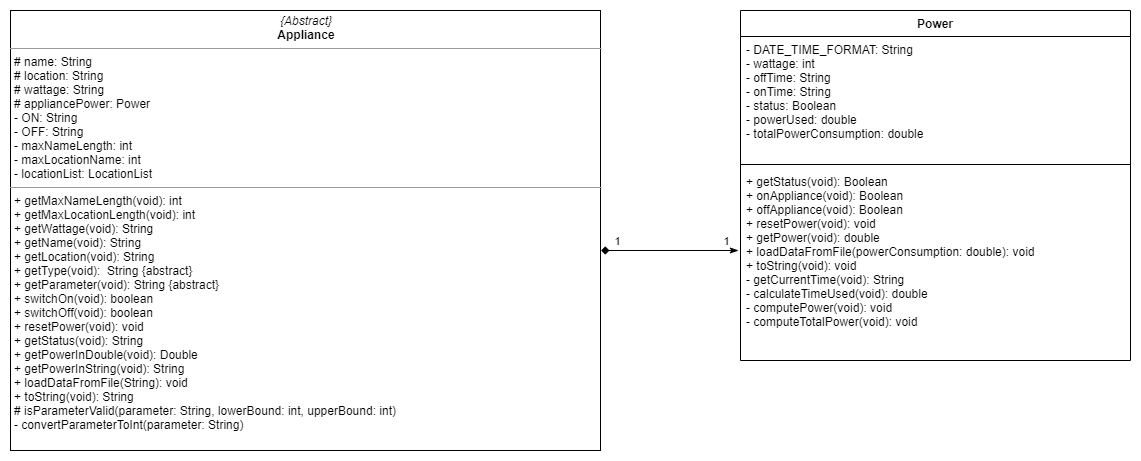 {Abstract}
Appliance
# name: String
# location: String
# wattage: String
# appliancePower: Power
- ON: String
- OFF: String
- maxNameLength: int
- maxLocationName: int
- locationList: LocationList
+ getMaxNameLength(void): int
+ getMaxLocationLength(void): int
+ getWattage(void): String
+ getName(void): String
+ getLocation(void): String
+ getType(void):  String {abstract}
+ getParameter(void): String {abstract}
+ switchOn(void): boolean
+ switchOff(void): boolean
+ resetPower(void): void
+ getStatus(void): String
+ getPowerInDouble(void): Double
+ getPowerInString(void): String
+ loadDataFromFile(String): void
+ toString(void): String
# isParameterValid(parameter: String, lowerBound: int, upperBound: int)
- convertParameterToInt(parameter: String)
1
1
Power
- DATE_TIME_FORMAT: String
- wattage: int
- offTime: String
- onTime: String
- status: Boolean
- powerUsed: double
- totalPowerConsumption: double
+ getStatus(void): Boolean
+ onAppliance(void): Boolean
+ offAppliance(void): Boolean
+ resetPower(void): void
+ getPower(void): double
+ loadDataFromFile(powerConsumption: double): void
+ toString(void): void
- getCurrentTime(void): String
- calculateTimeUsed(void): double
- computePower(void): void
- computeTotalPower(void): void